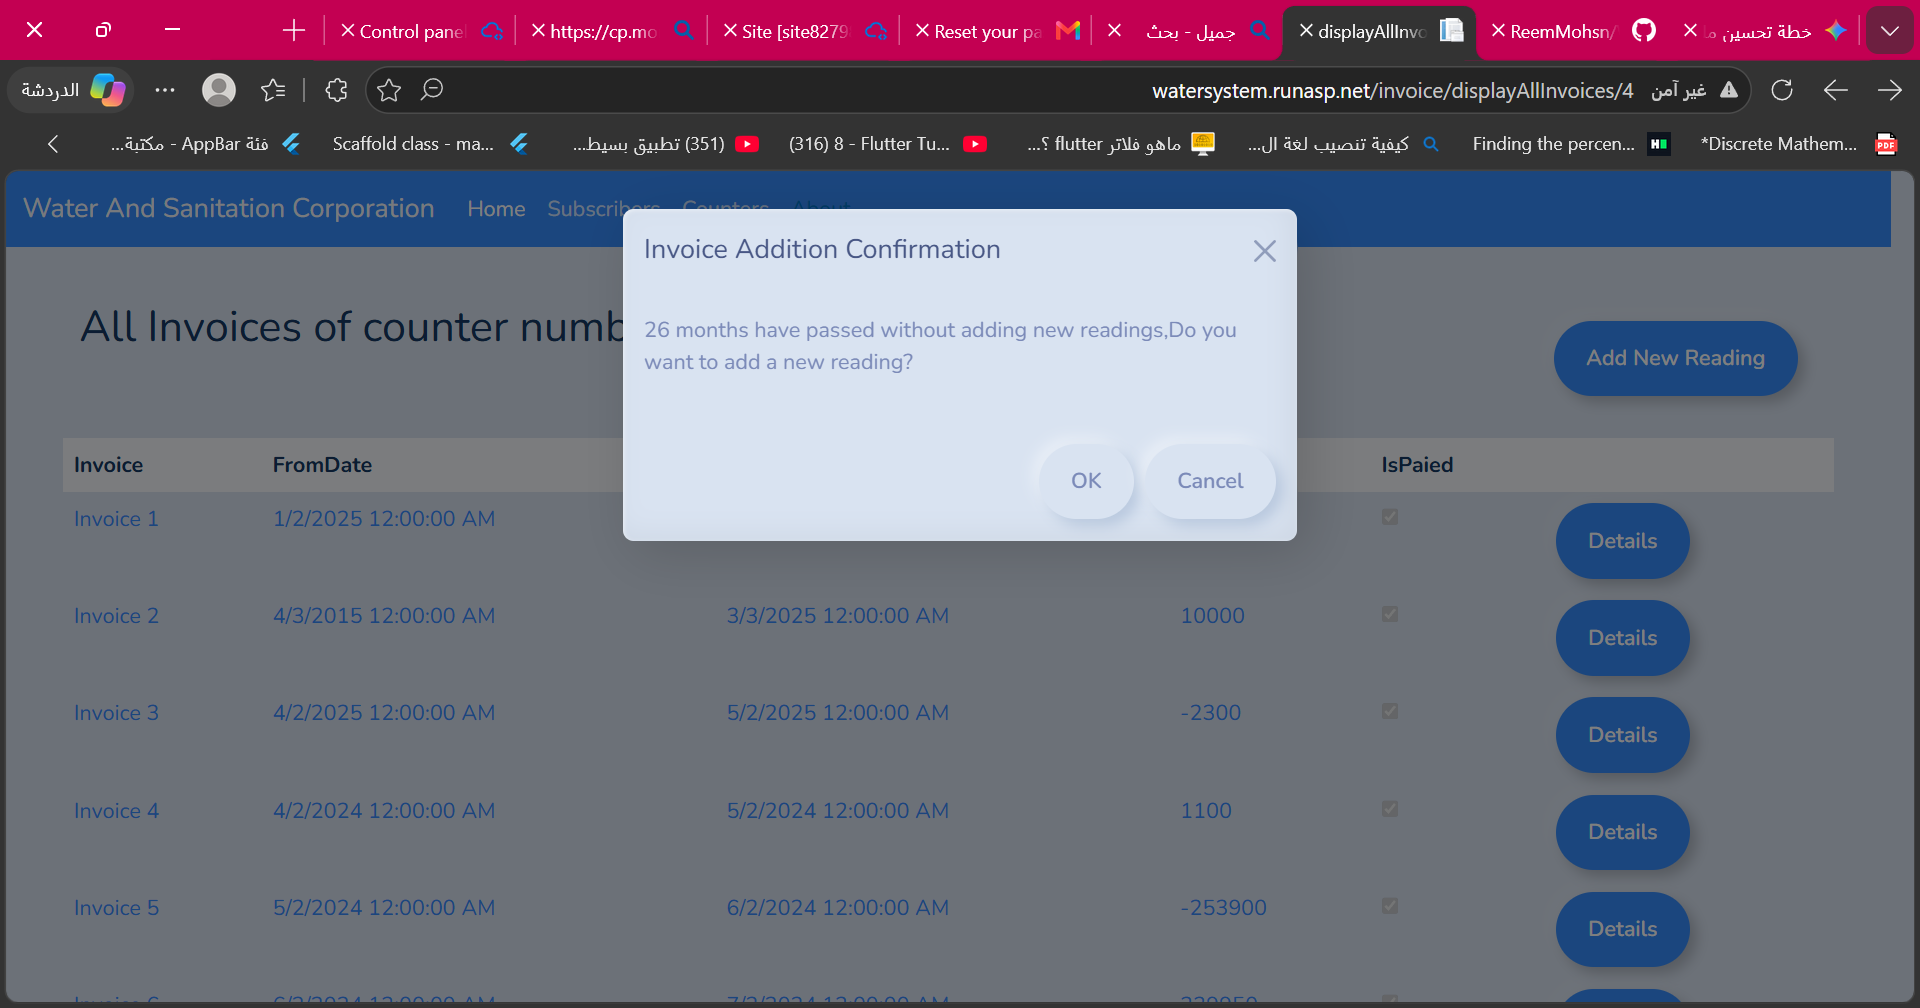 Control pane
https://cp.mo
Site [site8279
Reset your pa
جميل - بحث
displayAllInvo
ReemMohsn/
خطة تحسين ما
الدردشة
watersystem.runasp.net/invoice/displayAllInvoices/4
غير آمن
فئة AppBar - مكتبة...
Scaffold class - ma...
(351) تطبيق بسيط...
(316) 8 - Flutter Tu...
ماهو فلاتر flutter ؟...
كيفية تنصيب لغة ال...
Finding the percen...
*Discrete Mathem...
Water And Sanitation Corporation
Home
Subscribers
Counters
About
Invoice Addition Confirmation
26 months have passed without adding new readings,Do you
want to add a new reading?
OK
Cancel
All Invoices of counter numb
Add New Reading
Invoice FromDate IsPaied
Invoice 1 1/2/2025 12:00:00 AM Details
Invoice 2 4/3/2015 12:00:00 AM 3/3/2025 12:00:00 AM 10000 Details
Invoice 3 4/2/2025 12:00:00 AM 5/2/2025 12:00:00 AM -2300 Details
Invoice 4 4/2/2024 12:00:00 AM 5/2/2024 12:00:00 AM 1100 Details
Invoice 5 5/2/2024 12:00:00 AM 6/2/2024 12:00:00 AM -253900 Details